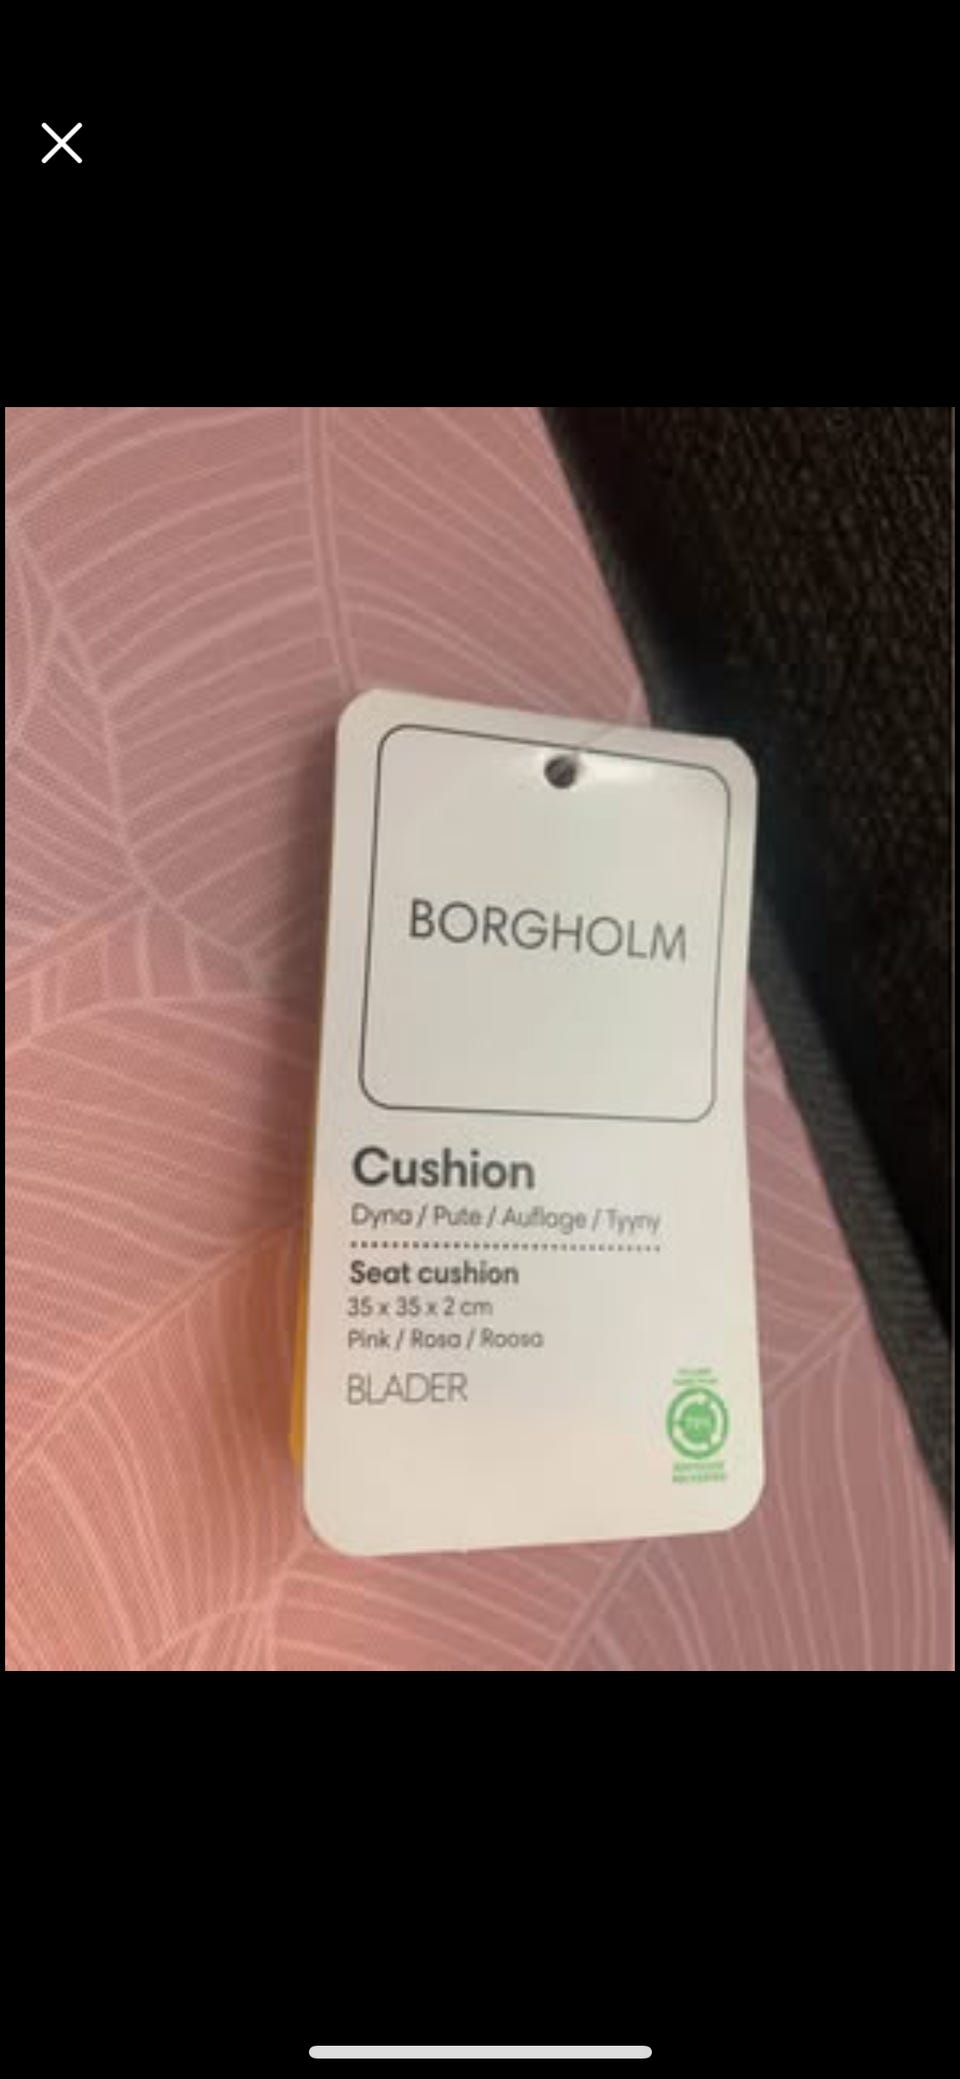 BORGHOLM
Cushion
Dyna / Pute / Auflage / Tyyny
Seat cushion
35 x 35 x 2 cm
Pink / Rosa / Roosa
BLADER